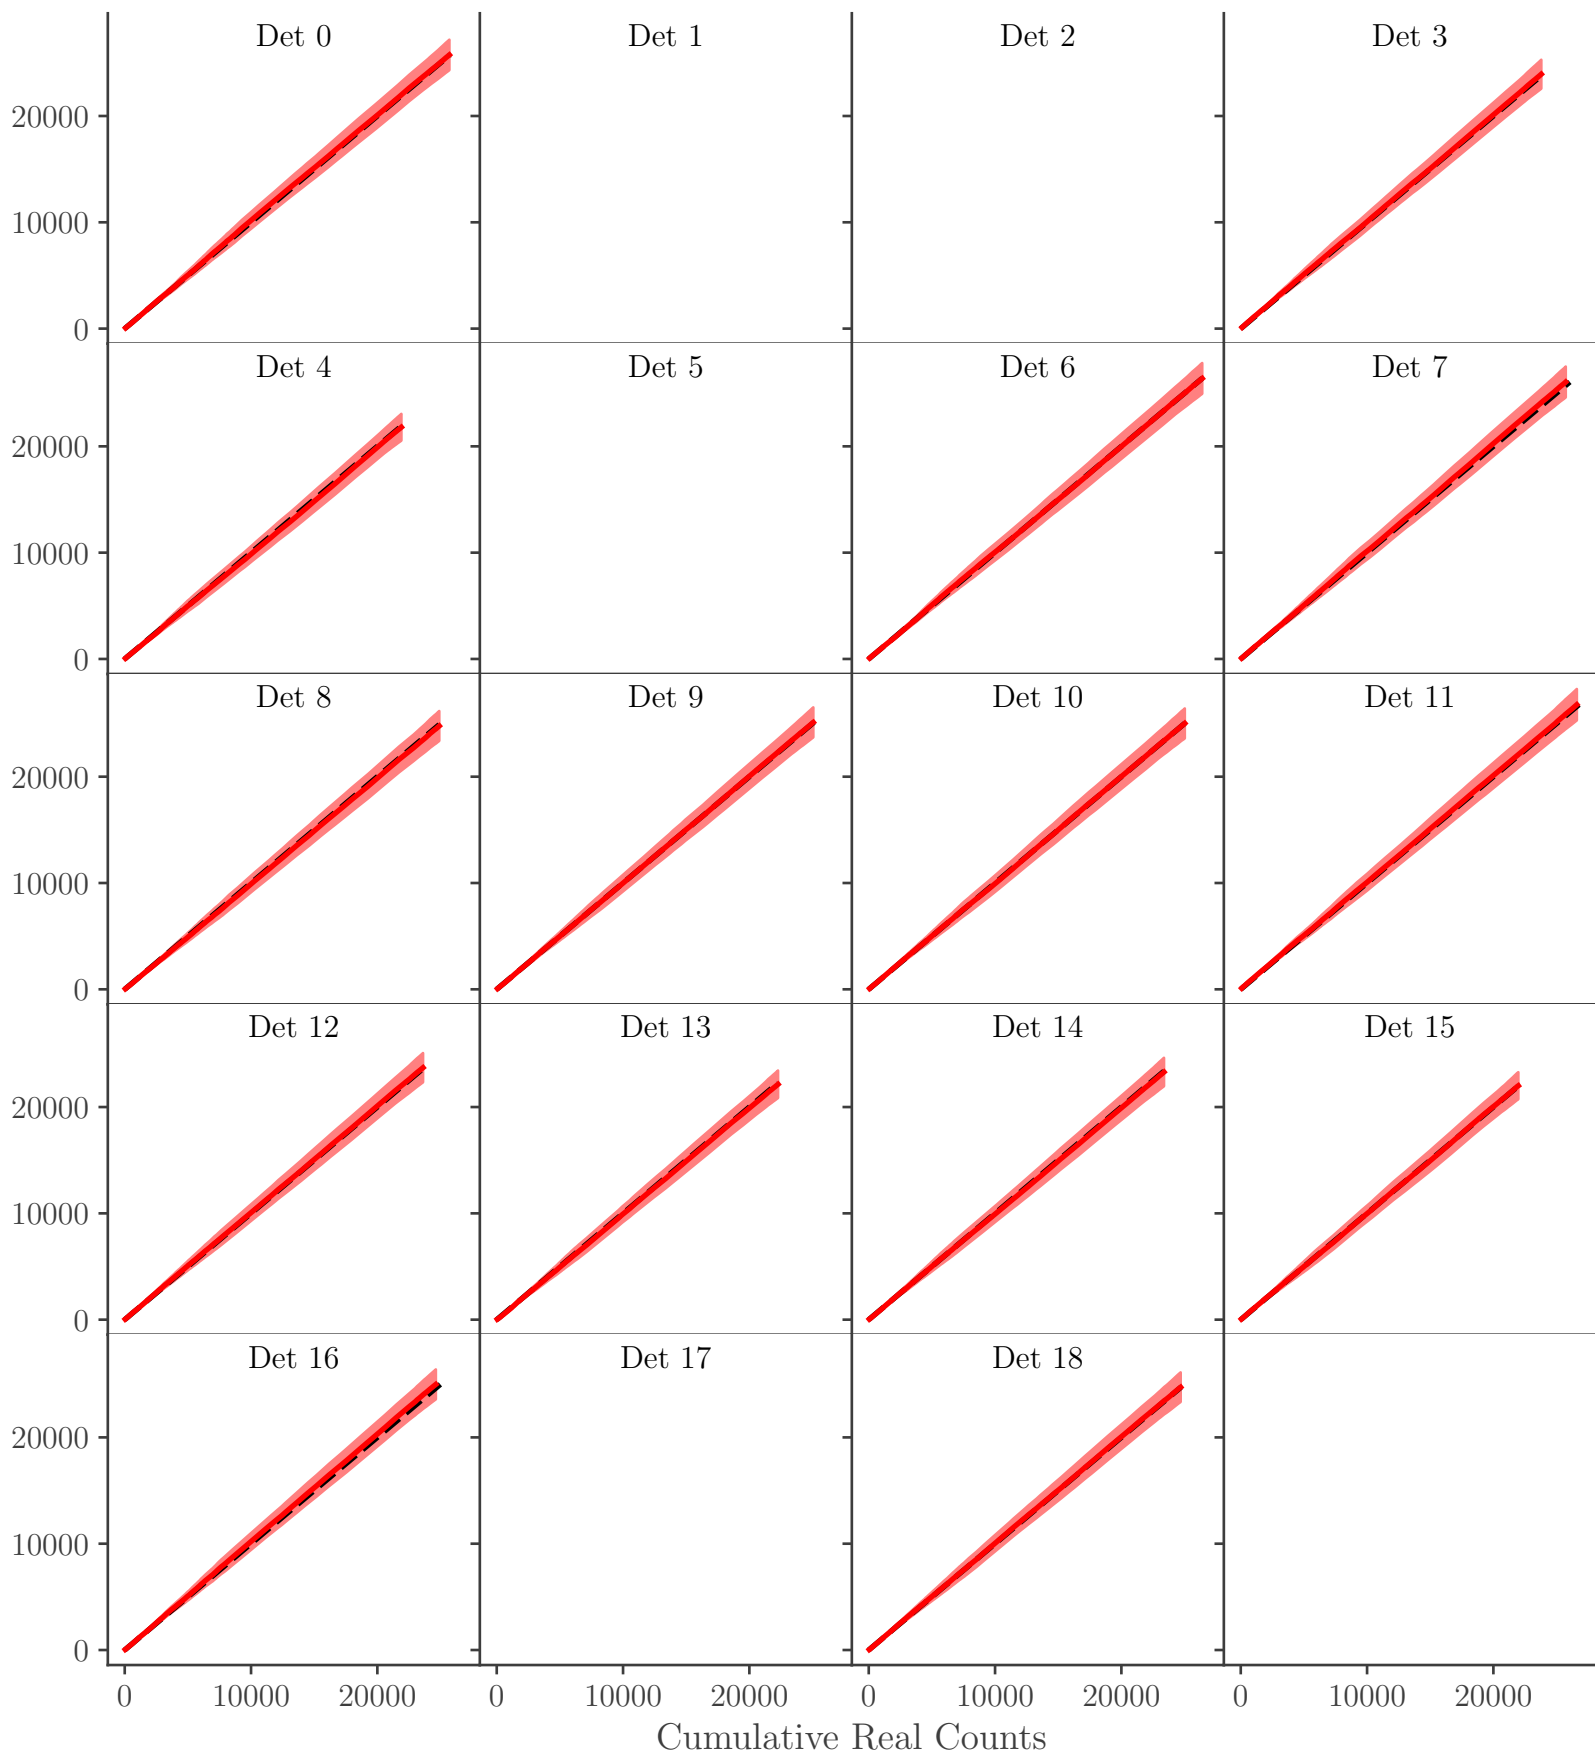 Det 0 Det 1 Det 2 Det 3
20000
10000
0
Det 4 Det 5 Det 6 Det 7
20000
10000
0
Det 8 Det 9 Det 10 Det 11
20000
10000
0
Det 12 Det 13 Det 14 Det 15
20000
10000
0
Det 16 Det 17 Det 18
20000
10000
0
0 10000 20000 0 10000 20000 0 10000 20000 0 10000 20000
Cumulative Real Counts